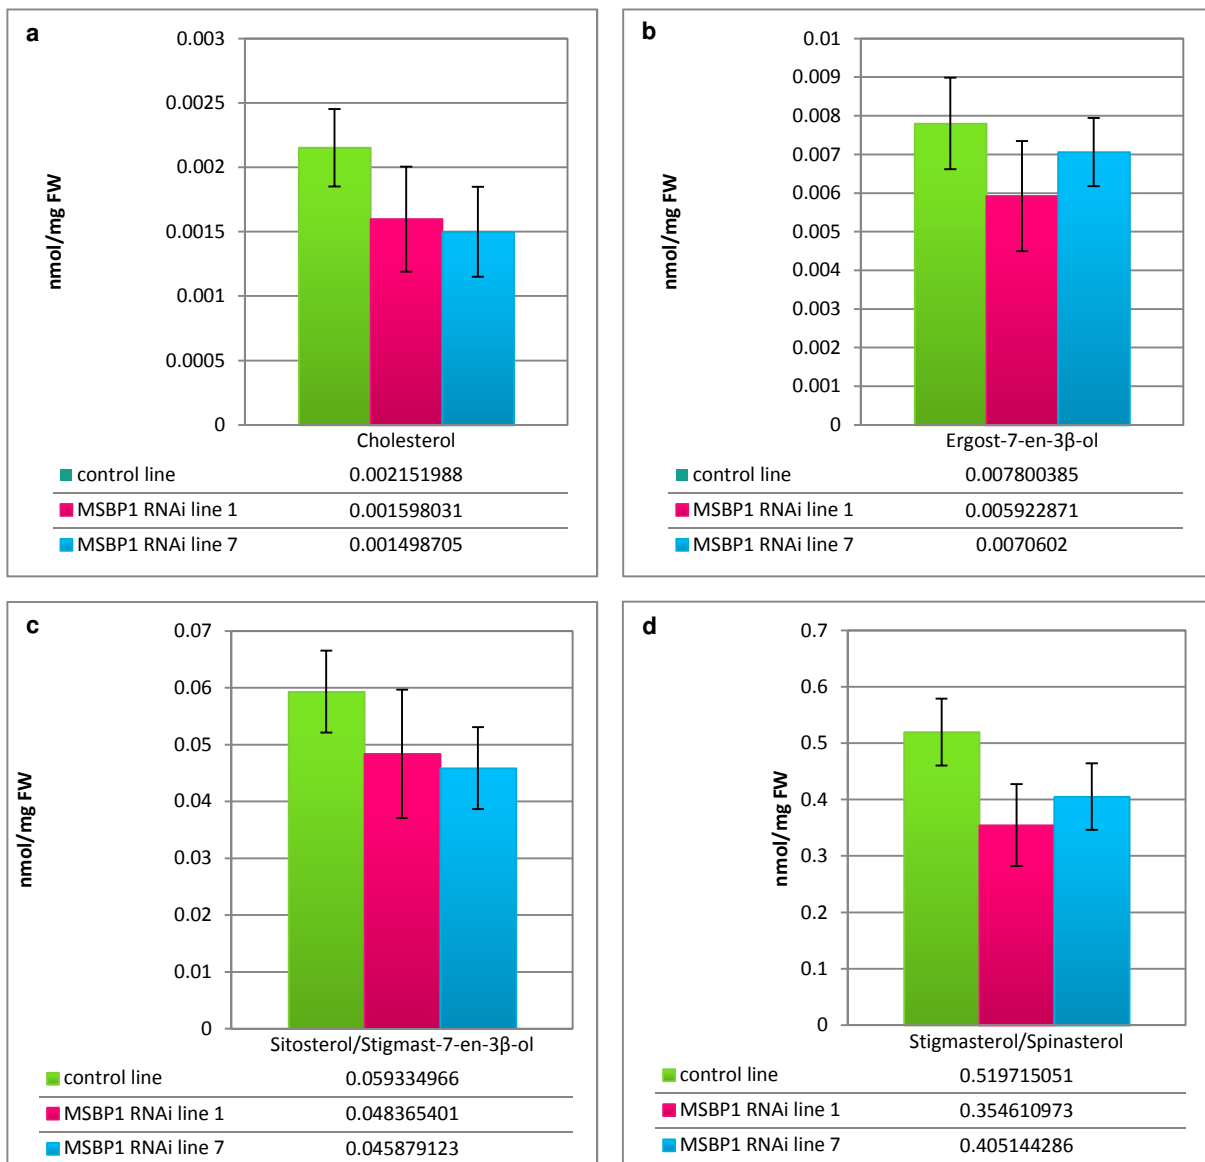 a
0.003
0.0025
0.002
0.0015
0.001
0.0005
0
nmol/mg FW
Cholesterol
control line 0.002151988
MSBP1 RNAi line 1 0.001598031
MSBP1 RNAi line 7 0.001498705
b
0.01
0.009
0.008
0.007
0.006
0.005
0.004
0.003
0.002
0.001
0
nmol/mg FW
Ergost-7-en-3β-ol
control line 0.007800385
MSBP1 RNAi line 1 0.005922871
MSBP1 RNAi line 7 0.0070602
c
0.07
0.06
0.05
0.04
0.03
0.02
0.01
0
nmol/mg FW
Sitosterol/Stigmast-7-en-3β-ol
control line 0.059334966
MSBP1 RNAi line 1 0.048365401
MSBP1 RNAi line 7 0.045879123
d
0.7
0.6
0.5
0.4
0.3
0.2
0.1
0
nmol/mg FW
Stigmasterol/Spinasterol
control line 0.519715051
MSBP1 RNAi line 1 0.354610973
MSBP1 RNAi line 7 0.405144286